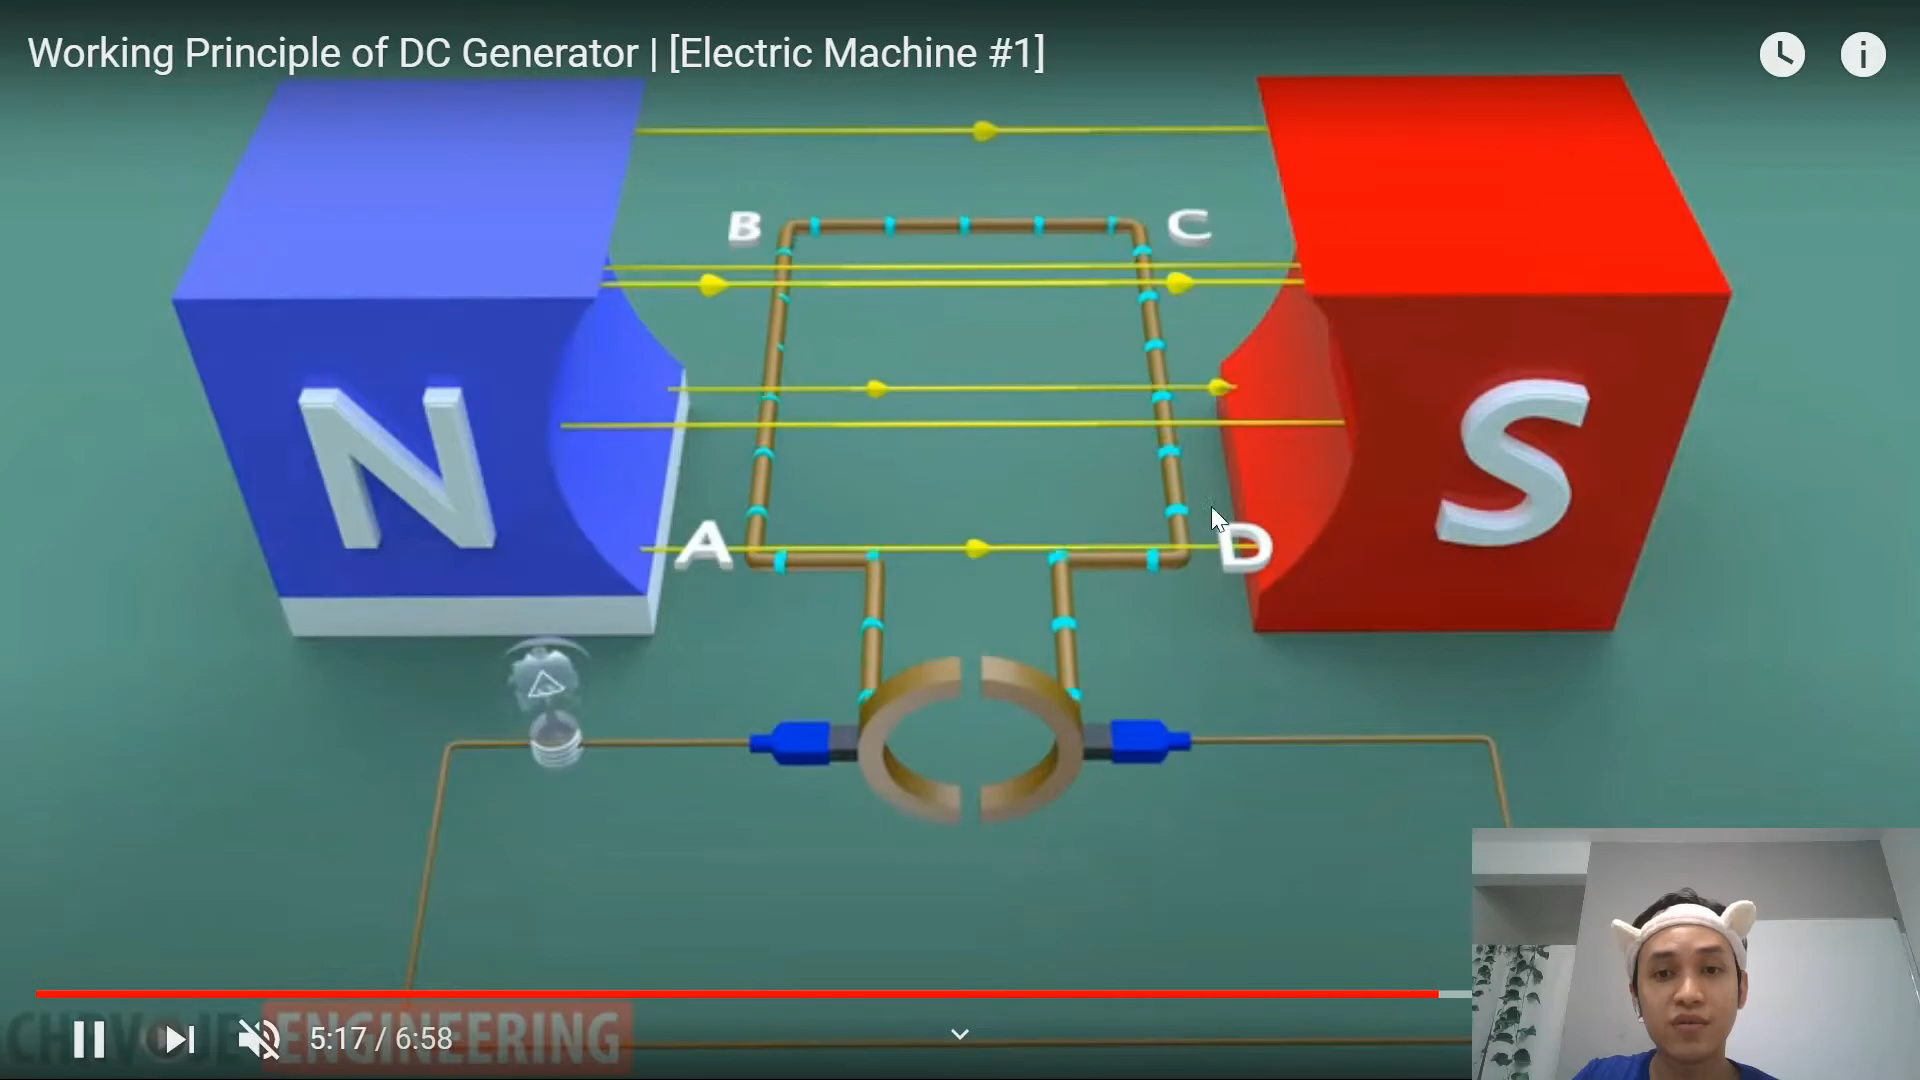 Working Principle of DC Generator | [Electric Machine #1]
B C
N S
A D
ENGINEERING
5:17 / 6:58